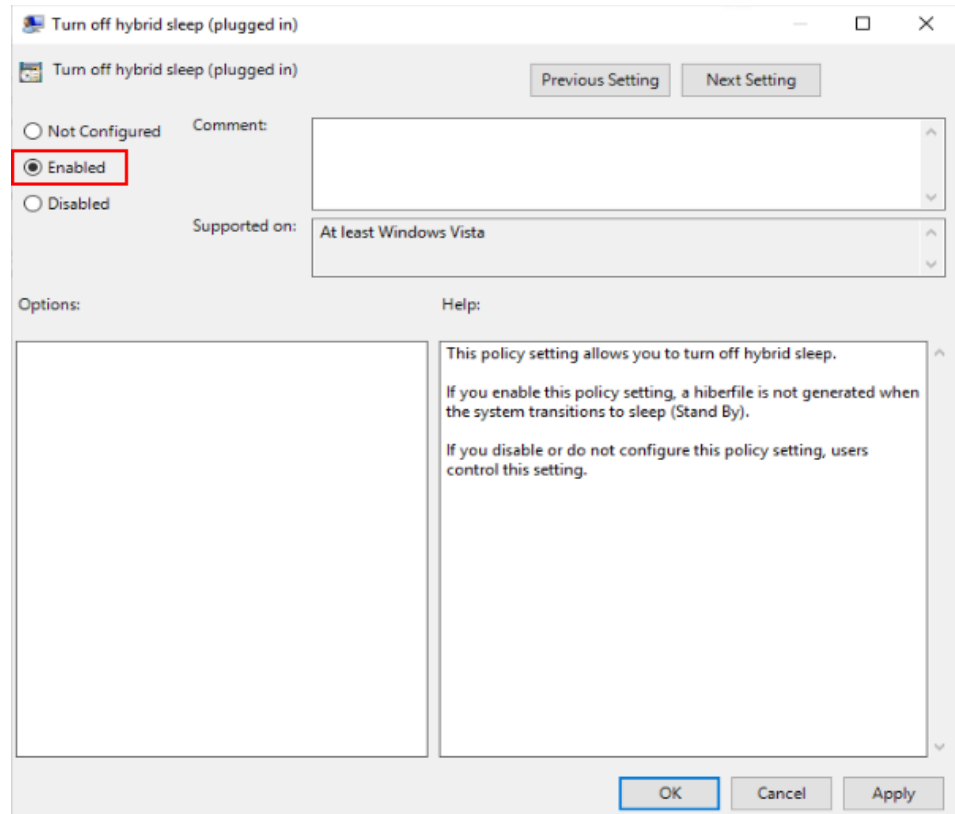 Turn off hybrid sleep (plugged in)
Turn off hybrid sleep (plugged in)
Previous Setting
Next Setting
Not Configured
Comment:
Enabled
Disabled
Supported on:
At least Windows Vista
Options:
Help:
This policy setting allows you to turn off hybrid sleep.
If you enable this policy setting, a hiberfile is not generated when
the system transitions to sleep (Stand By).
If you disable or do not configure this policy setting, users
control this setting.
OK
Cancel
Apply